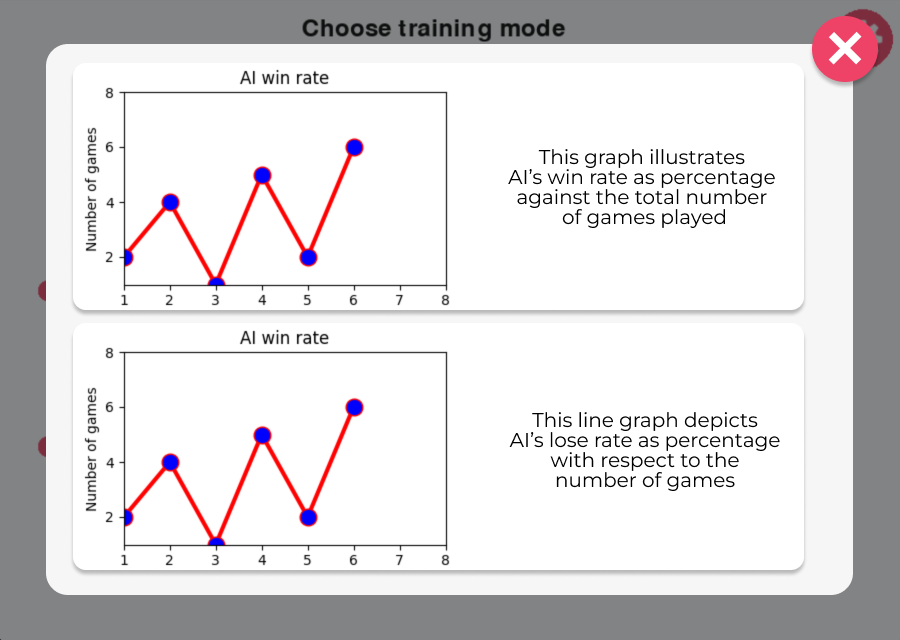 Choose training mode
AI win rate
Number of games
8
6
4
2
1 2 3 4 5 6 7 8
This graph illustrates
AI’s win rate as percentage
against the total number
of games played
AI win rate
Number of games
8
6
4
2
1 2 3 4 5 6 7 8
This line graph depicts
AI’s lose rate as percentage
with respect to the
number of games